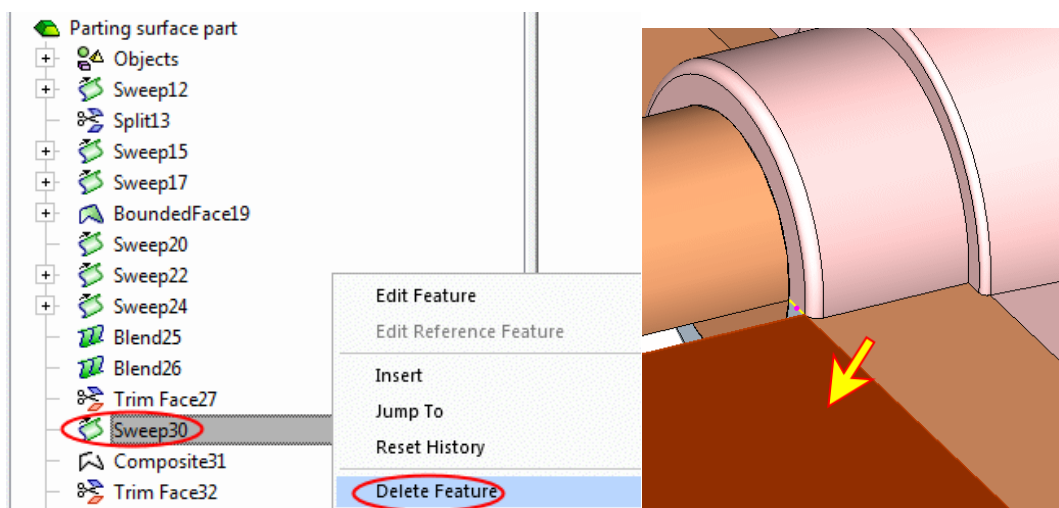 Parting surface part
Objects
Sweep12
Split13
Sweep15
Sweep17
BoundedFace19
Sweep20
Sweep22
Sweep24
Blend25
Blend26
Trim Face27
Sweep30
Composite31
Trim Face32
Edit Feature
Edit Reference Feature
Insert
Jump To
Reset History
Delete Feature